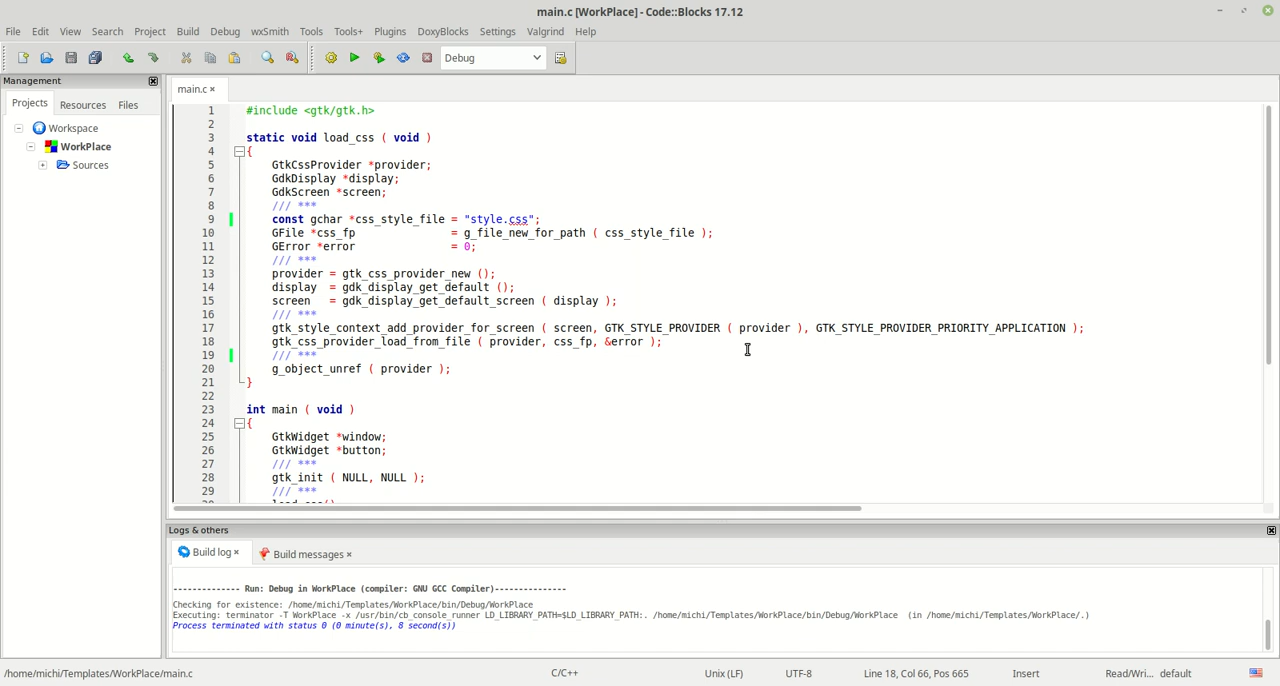 main.c [WorkPlace] - Code::Blocks 17.12
File Edit View Search Project Build Debug wxSmith Tools Tools+ Plugins DoxyBlocks Settings Valgrind Help
Debug
Management
Projects Resources Files
Workspace
WorkPlace
Sources
main.c
1 #include <gtk/gtk.h>
2
3 static void load_css ( void )
4 {
5 GtkCssProvider *provider;
6 GdkDisplay *display;
7 GdkScreen *screen;
8 /// ***
9 const gchar *css_style_file = "style.css";
10 GFile *css_fp = g_file_new_for_path ( css_style_file );
11 GError *error = 0;
12 /// ***
13 provider = gtk_css_provider_new ();
14 display = gdk_display_get_default ();
15 screen = gdk_display_get_default_screen ( display );
16 /// ***
17 gtk_style_context_add_provider_for_screen ( screen, GTK_STYLE_PROVIDER ( provider ), GTK_STYLE_PROVIDER_PRIORITY_APPLICATION );
18 gtk_css_provider_load_from_file ( provider, css_fp, &error );
19 /// ***
20 g_object_unref ( provider );
21 }
22
23 int main ( void )
24 {
25 GtkWidget *window;
26 GtkWidget *button;
27 /// ***
28 gtk_init ( NULL, NULL );
29 /// ***
Logs & others
Build log Build messages
-------------- Run: Debug in WorkPlace (compiler: GNU GCC Compiler)---------------
Checking for existence: /home/michi/Templates/WorkPlace/bin/Debug/WorkPlace
Executing: terminator -T WorkPlace -x /usr/bin/cb_console_runner LD_LIBRARY_PATH=$LD_LIBRARY_PATH:. /home/michi/Templates/WorkPlace/bin/Debug/WorkPlace (in /home/michi/Templates/WorkPlace/.)
Process terminated with status 0 (0 minute(s), 8 second(s))
/home/michi/Templates/WorkPlace/main.c C/C++ Unix (LF) UTF-8 Line 18, Col 66, Pos 665 Insert Read/Wri... default